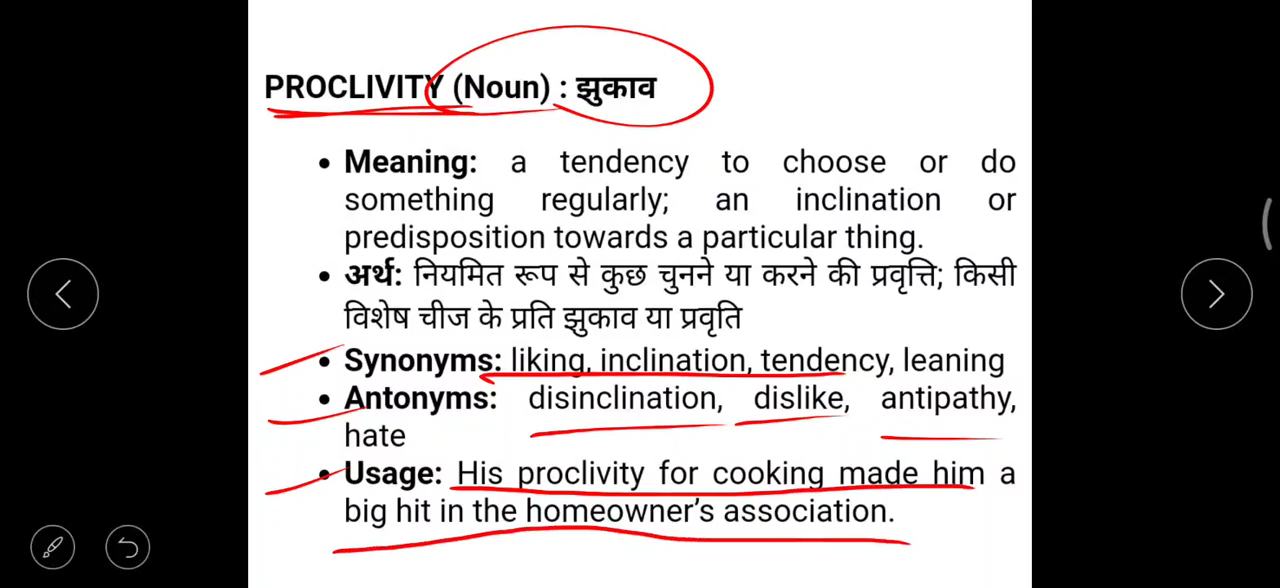 PROCLIVITY (Noun) : झुकाव
• Meaning: a tendency to choose or do
something regularly; an inclination or
predisposition towards a particular thing.
• अर्थ: नियमित रूप से कुछ चुनने या करने की प्रवृत्ति; किसी
विशेष चीज के प्रति झुकाव या प्रवृति
• Synonyms: liking, inclination, tendency, leaning
• Antonyms: disinclination, dislike, antipathy,
hate
• Usage: His proclivity for cooking made him a
big hit in the homeowner’s association.